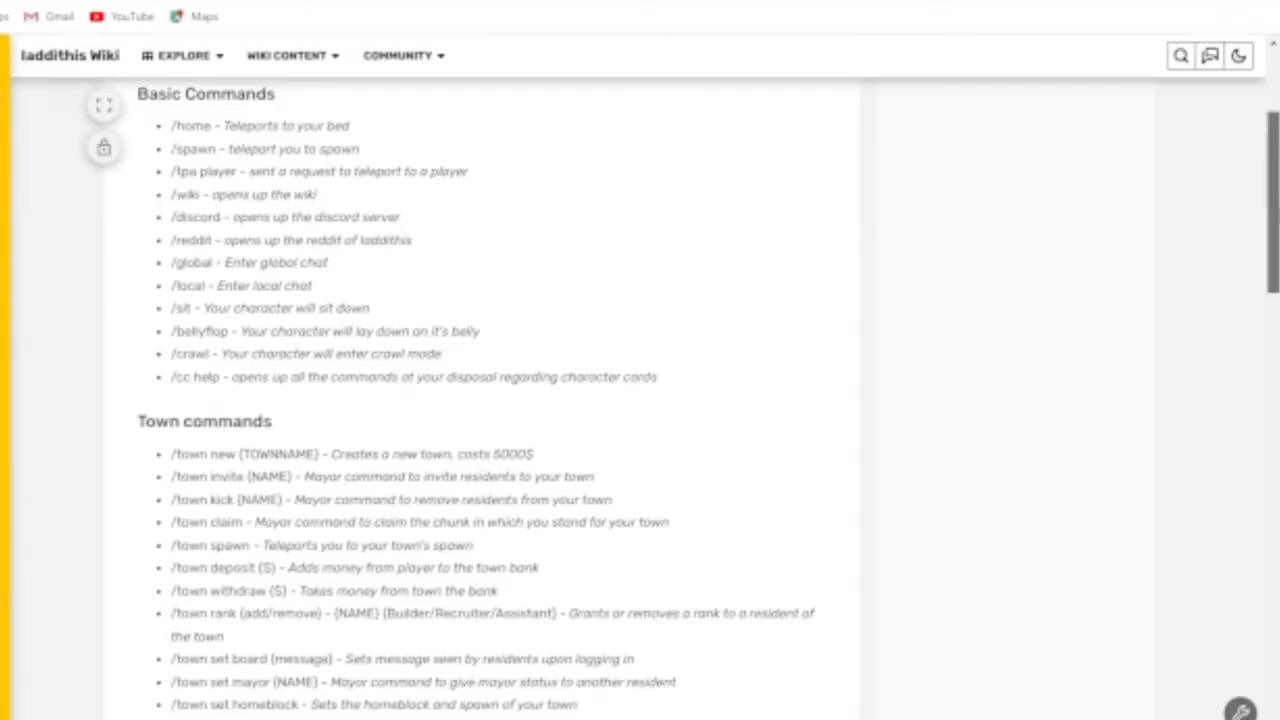 ps Gmail YouTube Maps
Iaddithis Wiki EXPLORE WIKI CONTENT COMMUNITY
Basic Commands
• /home - Teleports to your bed
• /spawn - teleport you to spawn
• /tpa player - sent a request to teleport to a player
• /wiki - opens up the wiki
• /discord - opens up the discord server
• /reddit - opens up the reddit of Iaddithis
• /global - Enter global chat
• /local - Enter local chat
• /sit - Your character will sit down
• /bellyflop - Your character will lay down on it's belly
• /crawl - Your character will enter crawl mode
• /cc help - opens up all the commands at your disposal regarding character cards
Town commands
• /town new {TOWNNAME} - Creates a new town, costs 5000$
• /town invite {NAME} - Mayor command to invite residents to your town
• /town kick {NAME} - Mayor command to remove residents from your town
• /town claim - Mayor command to claim the chunk in which you stand for your town
• /town spawn - Teleports you to your town's spawn
• /town deposit {$} - Adds money from player to the town bank
• /town withdraw {$} - Takes money from town the bank
• /town rank {add/remove} - {NAME} {Builder/Recruiter/Assistant} - Grants or removes a rank to a resident of
the town
• /town set board {message} - Sets message seen by residents upon logging in
• /town set mayor {NAME} - Mayor command to give mayor status to another resident
• /town set homeblock - Sets the homeblock and spawn of your town